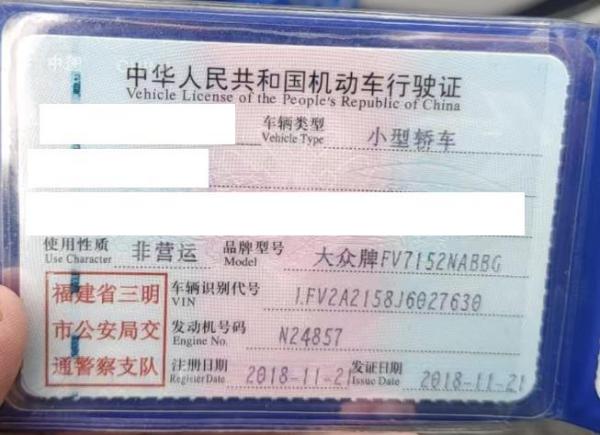 中华人民共和国机动车行驶证
Vehicle License of the People's Republic of China
车辆类型 小型轿车
Vehicle Type
使用性质 非营运 品牌型号 大众牌FV7152NABBG
Use Character Model
福建省三明
市公安局交
通警察支队
车辆识别代号 LFV2A2158J6027630
VIN
发动机号码 N24857
Engine No.
注册日期 2018-11-21 发证日期 2018-11-21
Register Date Issue Date